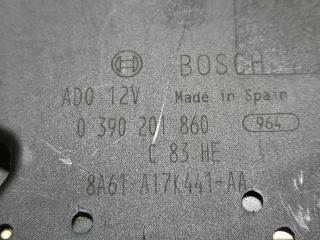 BOSCH
ADO 12V Made in Spain
0 390 201 860 964
C 83 HE
8A61-A17K441-AA